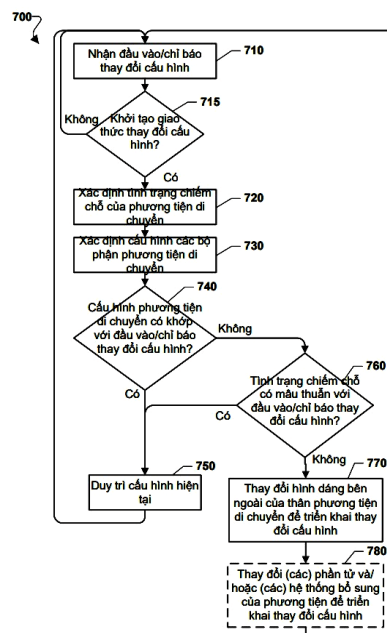 700
Nhận đầu vào/chỉ báo
thay đổi cấu hình
710
715
Không
Khởi tạo giao
thức thay đổi cấu
hình?
Có
Xác định tình trạng chiếm
chỗ của phương tiện di
chuyển
720
Xác định cấu hình các bộ
phận phương tiện di
chuyển
730
740
Cấu hình phương tiện
di chuyển có khớp
với đầu vào/chỉ báo
thay đổi cấu hình?
Không
Có
760
Tình trạng chiếm chỗ
có mâu thuẫn với
đầu vào/chỉ báo thay
đổi cấu hình?
Có
Không
750
Duy trì cấu hình hiện
tại
770
Thay đổi hình dáng bên
ngoài của thân phương tiện
di chuyển để triển khai thay
đổi cấu hình
780
Thay đổi (các) phần tử và/
hoặc (các) hệ thống bổ sung
của phương tiện để triển
khai thay đổi cấu hình